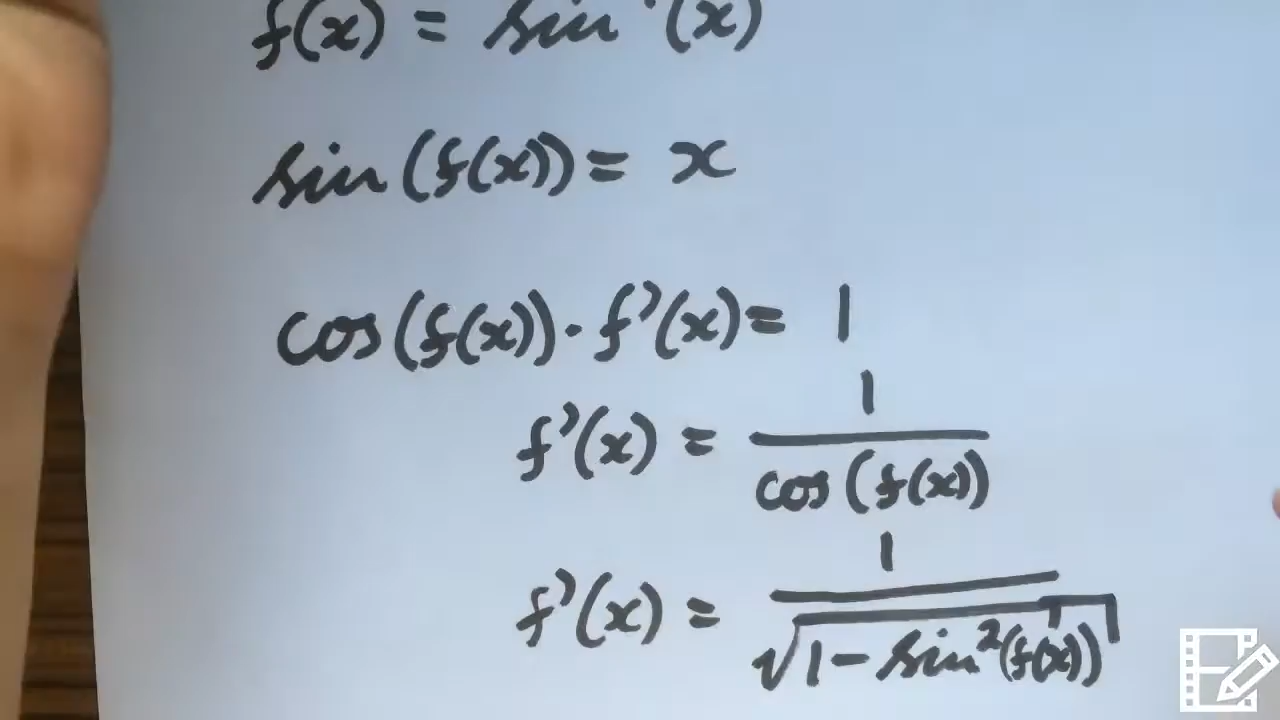 f(x) = sin⁻¹(x)
sin(f(x)) = x
cos(f(x)) · f'(x) = 1
f'(x) = 1/cos(f(x))
f'(x) = 1/√(1 - sin²(f(x)))